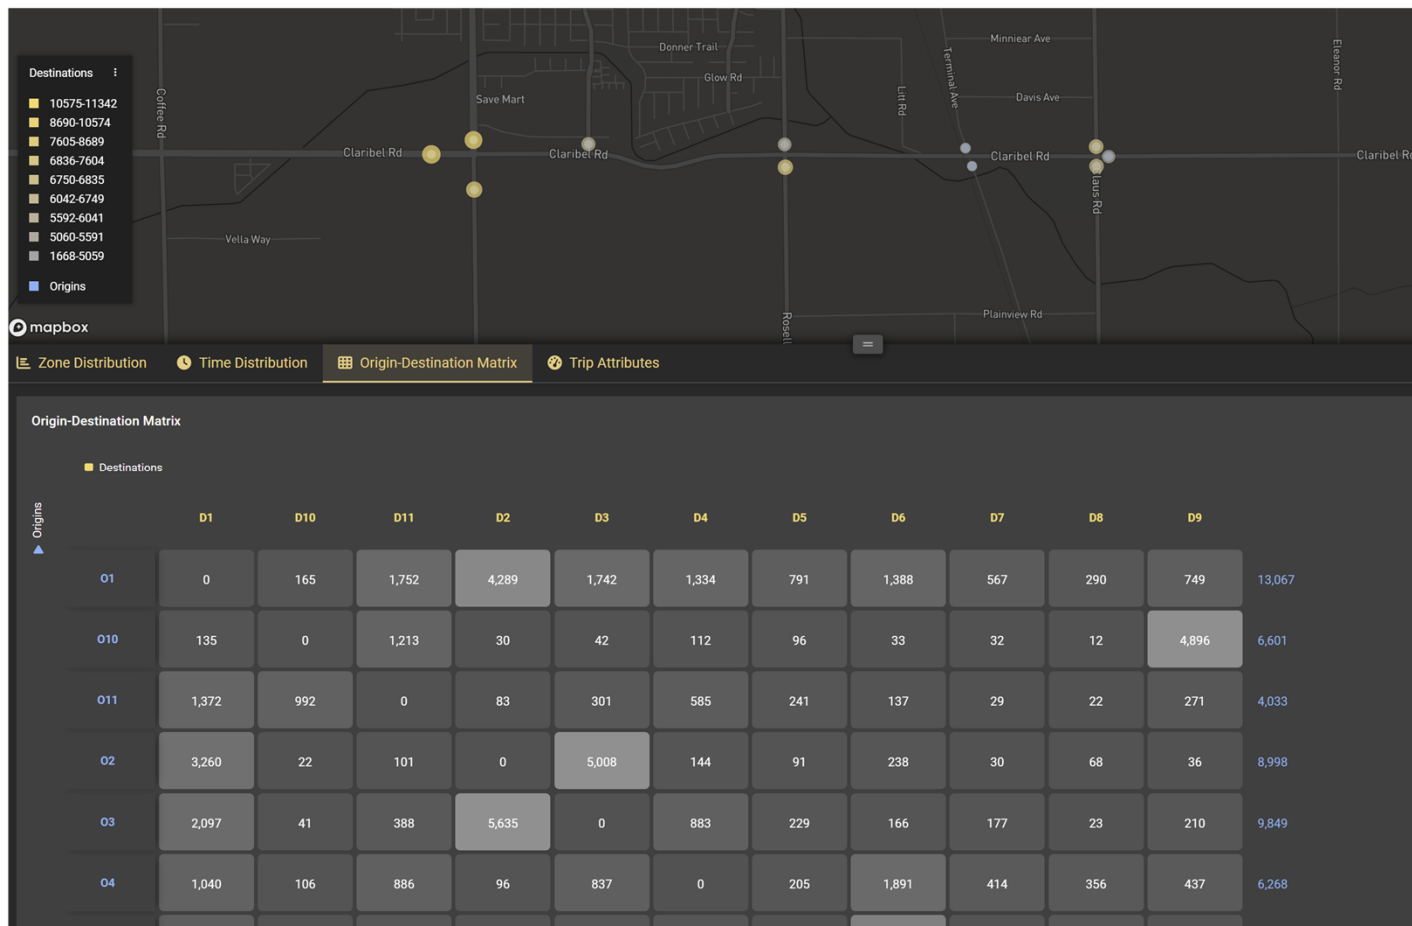 Donner Trail
Minniear Ave
Eleanor Rd
Terminal Ave
Glow Rd
Destinations
10575-11342
8690-10574
7605-8689
6836-7604
6750-6835
6042-6749
5592-6041
5060-5591
1668-5059
Origins
Coffee Rd
Save Mart
Litt Rd
Davis Ave
Claribel Rd
Claribel Rd
Claribel Rd
Claribel Rd
Claus Rd
Vella Way
Plainview Rd
Rosell
mapbox
Zone Distribution
Time Distribution
Origin-Destination Matrix
Trip Attributes
Origin-Destination Matrix
Destinations
Origins
D1 D10 D11 D2 D3 D4 D5 D6 D7 D8 D9
O1 0 165 1,752 4,289 1,742 1,334 791 1,388 567 290 749 13,067
O10 135 0 1,213 30 42 112 96 33 32 12 4,896 6,601
O11 1,372 992 0 83 301 585 241 137 29 22 271 4,033
O2 3,260 22 101 0 5,008 144 91 238 30 68 36 8,998
O3 2,097 41 388 5,635 0 883 229 166 177 23 210 9,849
O4 1,040 106 886 96 837 0 205 1,891 414 356 437 6,268